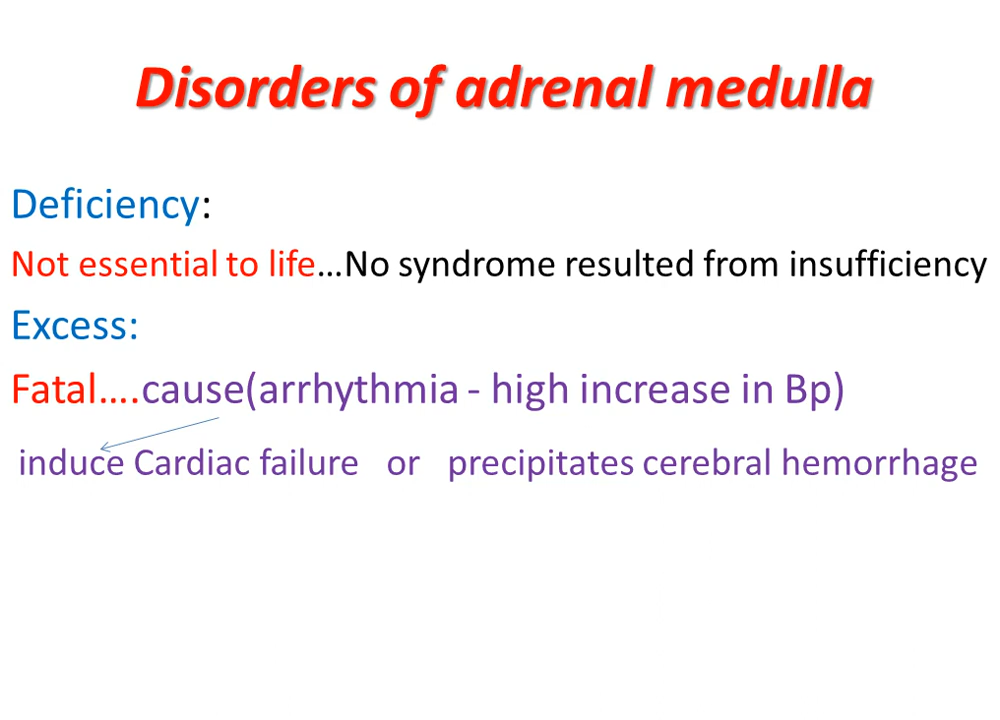 Disorders of adrenal medulla
Deficiency:
Not essential to life…No syndrome resulted from insufficiency
Excess:
Fatal….cause(arrhythmia - high increase in Bp)
induce Cardiac failure or precipitates cerebral hemorrhage